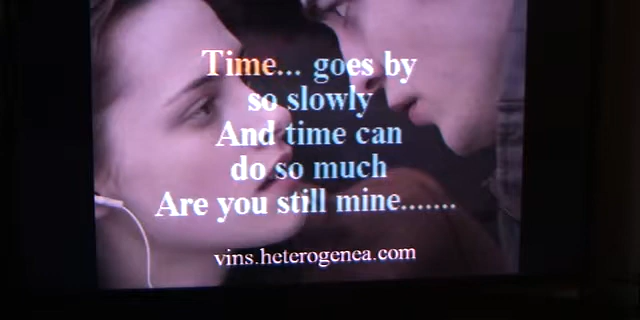 Time... goes by
so slowly
And time can
do so much
Are you still mine.......
vins.heterogenea.com